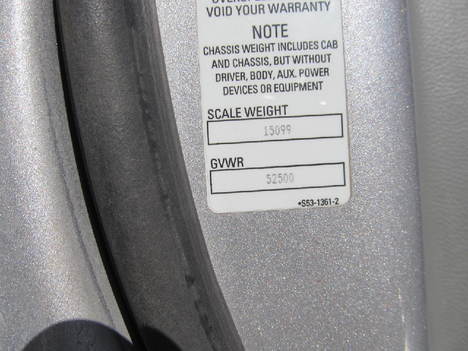 VOID YOUR WARRANTY
NOTE
CHASSIS WEIGHT INCLUDES CAB
AND CHASSIS, BUT WITHOUT
DRIVER, BODY, AUX. POWER
DEVICES OR EQUIPMENT
SCALE WEIGHT
15099
GVWR
52500
•S53-1361-2